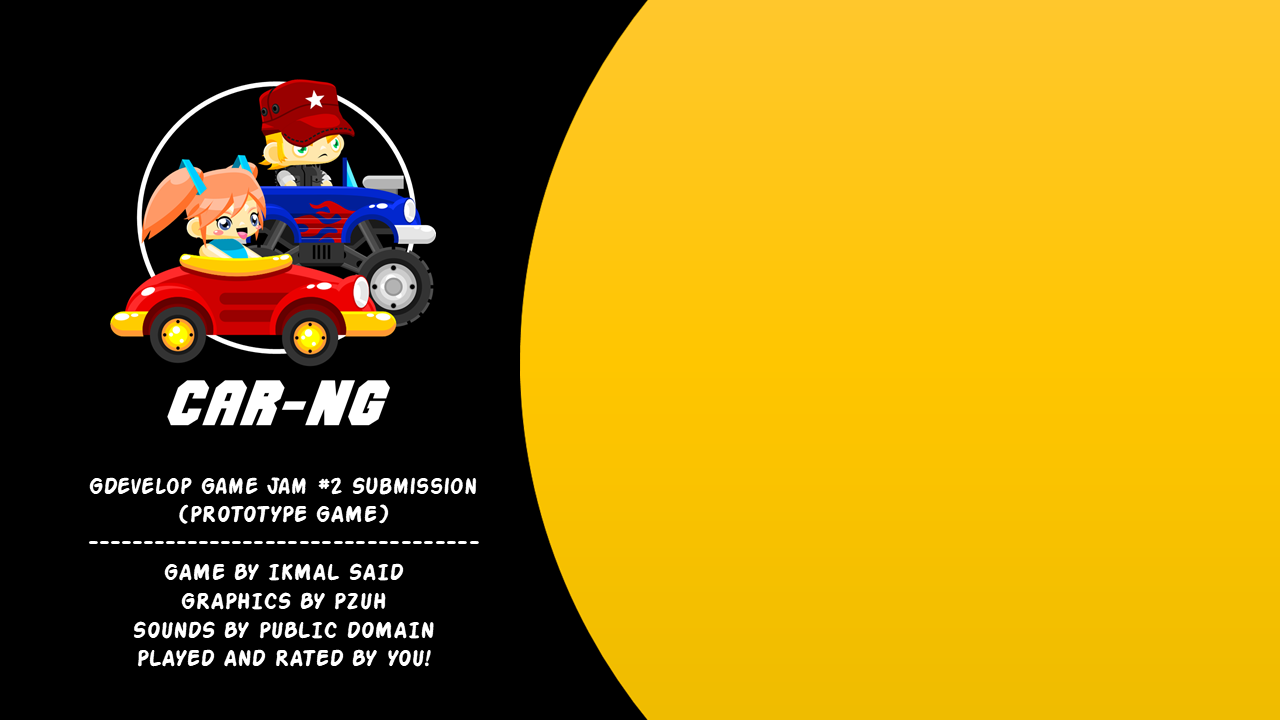 CAR-NG
GDEVELOP GAME JAM #2 SUBMISSION
(PROTOTYPE GAME)
-----------------------------------
GAME BY IKMAL SAID
GRAPHICS BY PZUH
SOUNDS BY PUBLIC DOMAIN
PLAYED AND RATED BY YOU!